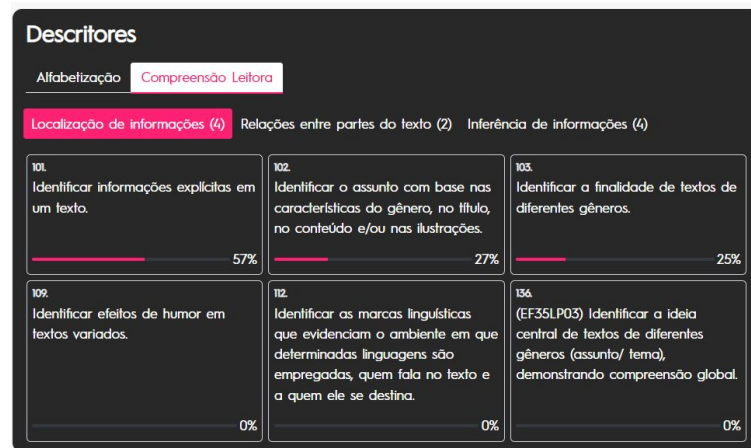 Descritores
Alfabetização
Compreensão Leitora
Localização de informações (4)
Relações entre partes do texto (2)
Inferência de informações (4)
101.
Identificar informações explícitas em
um texto.
57%
102.
Identificar o assunto com base nas
características do gênero, no título,
no conteúdo e/ou nas ilustrações.
27%
103.
Identificar a finalidade de textos de
diferentes gêneros.
25%
109.
Identificar efeitos de humor em
textos variados.
0%
112.
Identificar as marcas linguísticas
que evidenciam o ambiente em que
determinadas linguagens são
empregadas, quem fala no texto e
a quem ele se destina.
0%
136.
(EF35LP03) Identificar a ideia
central de textos de diferentes
gêneros (assunto/ tema),
demonstrando compreensão global.
0%